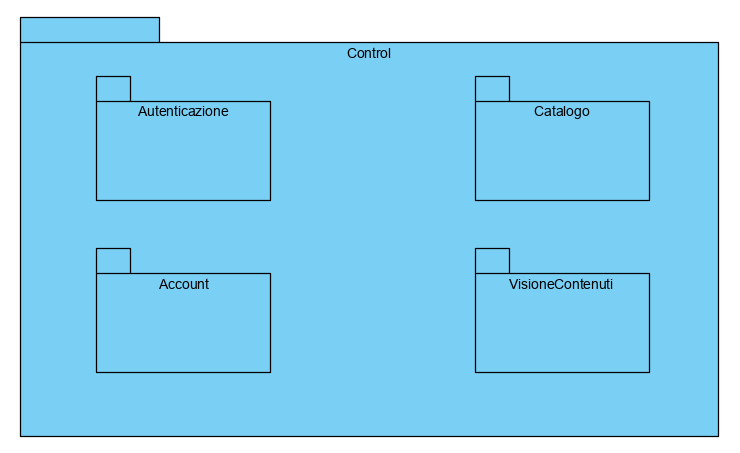 Control
Autenticazione
Catalogo
Account
VisioneContenuti